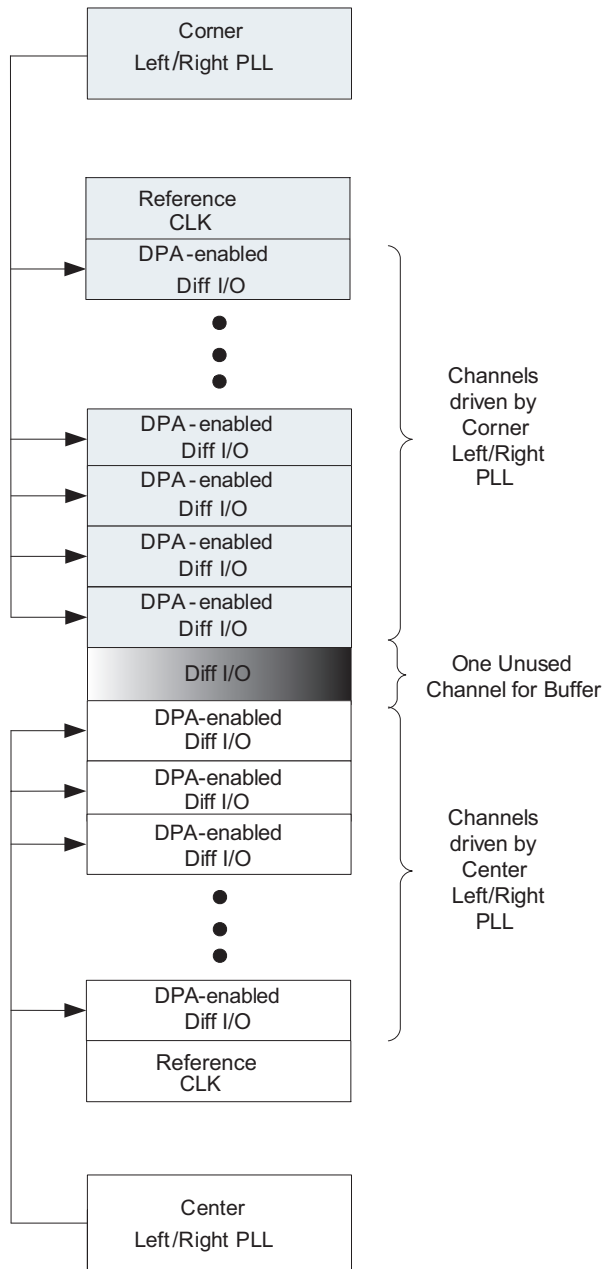 Corner
Left/Right PLL
Reference
CLK
DPA-enabled
Diff I/O
DPA-enabled
Diff I/O
DPA-enabled
Diff I/O
DPA-enabled
Diff I/O
DPA-enabled
Diff I/O
Channels
driven by
Corner
Left/Right
PLL
Diff I/O
One Unused
Channel for Buffer
DPA-enabled
Diff I/O
DPA-enabled
Diff I/O
DPA-enabled
Diff I/O
Channels
driven by
Center
Left/Right
PLL
DPA-enabled
Diff I/O
Reference
CLK
Center
Left/Right PLL